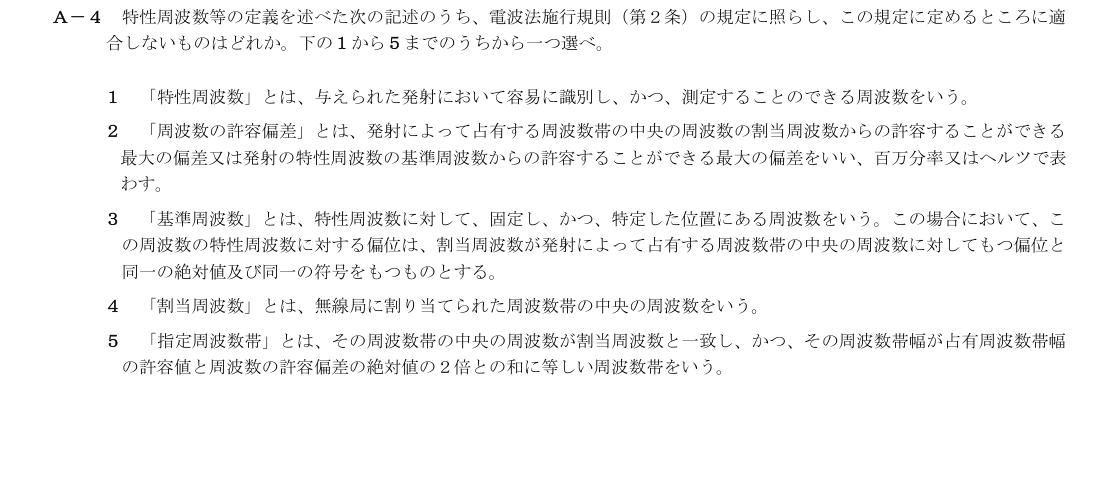 A－4　特性周波数等の定義を述べた次の記述のうち、電波法施行規則（第２条）の規定に照らし、この規定に定めるところに適
合しないものはどれか。下の１から５までのうちから一つ選べ。
1　「特性周波数」とは、与えられた発射において容易に識別し、かつ、測定することのできる周波数をいう。
2　「周波数の許容偏差」とは、発射によって占有する周波数帯の中央の周波数の割当周波数からの許容することができる
最大の偏差又は発射の特性周波数の基準周波数からの許容することができる最大の偏差をいい、百万分率又はヘルツで表
わす。
3　「基準周波数」とは、特性周波数に対して、固定し、かつ、特定した位置にある周波数をいう。この場合において、こ
の周波数の特性周波数に対する偏位は、割当周波数が発射によって占有する周波数帯の中央の周波数に対してもつ偏位と
同一の絶対値及び同一の符号をもつものとする。
4　「割当周波数」とは、無線局に割り当てられた周波数帯の中央の周波数をいう。
5　「指定周波数帯」とは、その周波数帯の中央の周波数が割当周波数と一致し、かつ、その周波数帯幅が占有周波数帯幅
の許容値と周波数の許容偏差の絶対値の２倍との和に等しい周波数帯をいう。